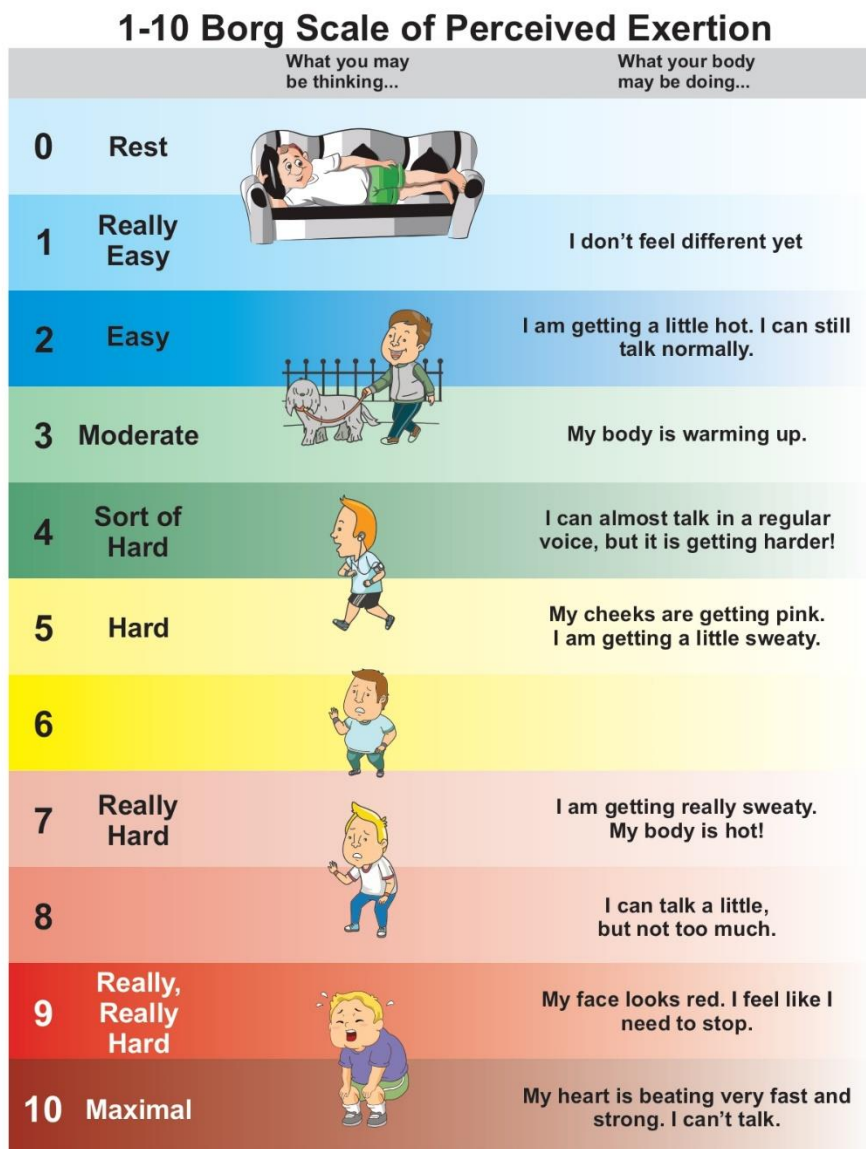 1-10 Borg Scale of Perceived Exertion
What you may
be thinking...
What your body
may be doing...
0 Rest
1 Really
Easy
I don't feel different yet
2 Easy
I am getting a little hot. I can still
talk normally.
3 Moderate
My body is warming up.
4 Sort of
Hard
I can almost talk in a regular
voice, but it is getting harder!
5 Hard
My cheeks are getting pink.
I am getting a little sweaty.
6
7 Really
Hard
I am getting really sweaty.
My body is hot!
8
I can talk a little,
but not too much.
9 Really,
Really
Hard
My face looks red. I feel like I
need to stop.
10 Maximal
My heart is beating very fast and
strong. I can't talk.